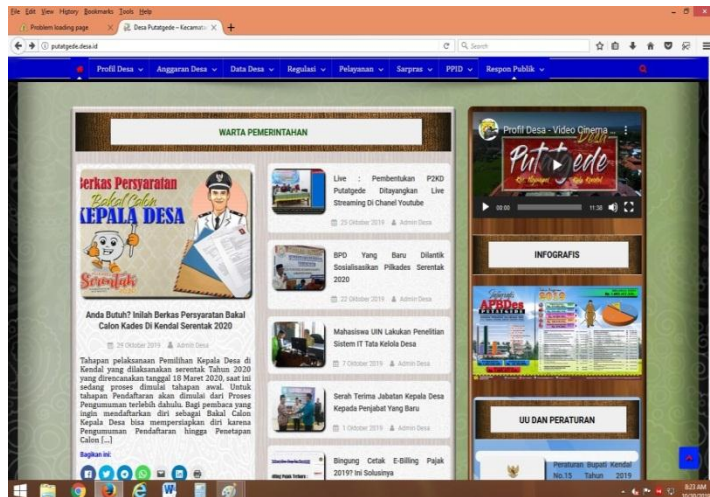 File Edit View History Bookmarks Tools Help
Problem loading page
Desa Putatgede – Kecamata
putatgede.desa.id
Search
Profil Desa
Anggaran Desa
Data Desa
Regulasi
Pelayanan
Sarpras
PPID
Respon Publik
WARTA PEMERINTAHAN
Berkas Persyaratan
Bakal Calon
KEPALA DESA
Serentak
Anda Butuh? Inilah Berkas Persyaratan Bakal
Calon Kades Di Kendal Serentak 2020
29 Oktober 2019 Admin Desa
Tahapan pelaksanaan Pemilihan Kepala Desa di
Kendal yang dilaksanakan serentak Tahun 2020
yang direncanakan tanggal 18 Maret 2020, saat ini
sedang proses dimulai tahapan awal. Untuk
tahapan Pendaftaran akan dimulai dari Proses
Pengumuman terlebih dahulu. Bagi pembaca yang
ingin mendaftarkan diri sebagai Bakal Calon
Kepala Desa bisa mempersiapkan diri karena
Pengumuman Pendaftaran hingga Penetapan
Calon [...]
Bagikan ini:
Live : Pembentukan P2KD
Putatgede Ditayangkan Live
Streaming Di Chanel Youtube
25 Oktober 2019 Admin Desa
BPD Yang Baru Dilantik
Sosialisasikan Pilkades Serentak
2020
22 Oktober 2019 Admin Desa
Mahasiswa UIN Lakukan Penelitian
Sistem IT Tata Kelola Desa
7 Oktober 2019 Admin Desa
Serah Terima Jabatan Kepala Desa
Kepada Penjabat Yang Baru
1 Oktober 2019 Admin Desa
Bingung Cetak E-Billing Pajak
2019? Ini Solusinya
Profil Desa - Video Cinema ...
Desa
Putatgede
00:00
11:38
INFOGRAFIS
APBDes
PUTATGEDE
2019
UU DAN PERATURAN
Peraturan Bupati Kendal
No.15 Tahun 2019
8:23 AM